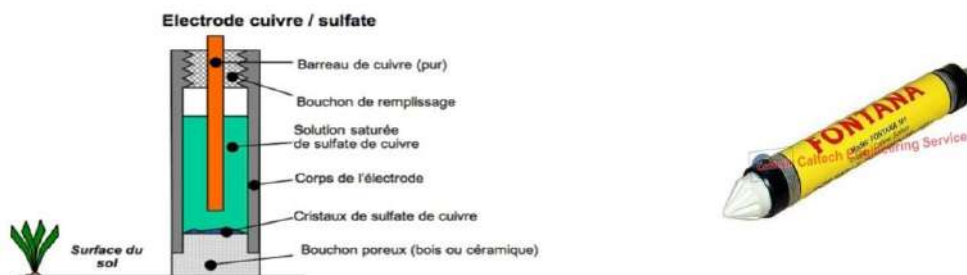 Electrode cuivre / sulfate
Barreau de cuivre (pur)
Bouchon de remplissage
Solution saturée
de sulfate de cuivre
Corps de l'électrode
Cristaux de sulfate de cuivre
Bouchon poreux (bois ou céramique)
Surface du
sol
FONTANA
Caltech Engineering Service